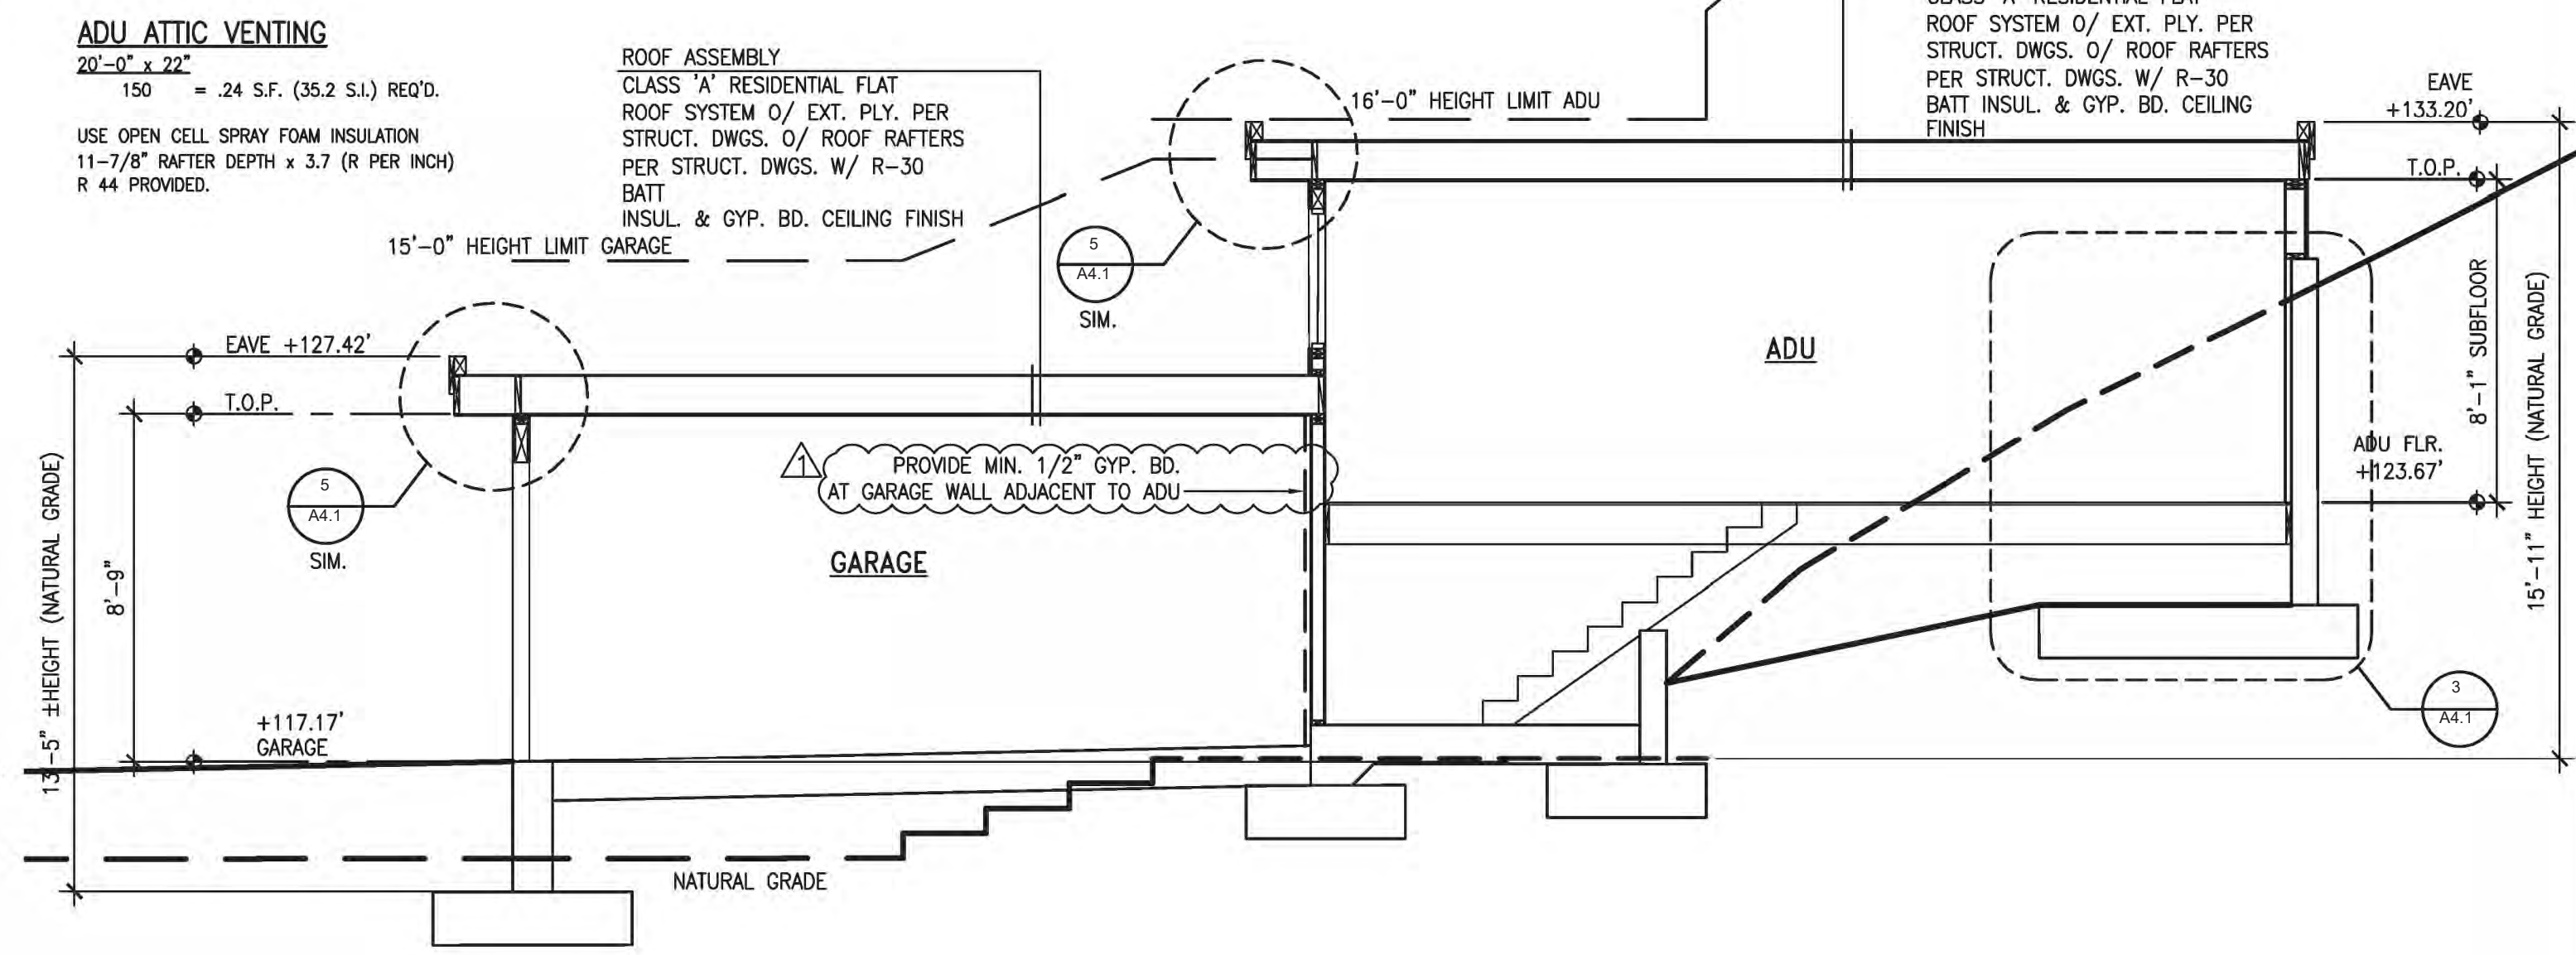 ADU ATTIC VENTING
20'-0" x 22"
150 = .24 S.F. (35.2 S.I.) REQ'D.
USE OPEN CELL SPRAY FOAM INSULATION
11-7/8" RAFTER DEPTH x 3.7 (R PER INCH)
R 44 PROVIDED.
ROOF ASSEMBLY
CLASS 'A' RESIDENTIAL FLAT
ROOF SYSTEM O/ EXT. PLY. PER
STRUCT. DWGS. O/ ROOF RAFTERS
PER STRUCT. DWGS. W/ R-30
BATT
INSUL. & GYP. BD. CEILING FINISH
15'-0" HEIGHT LIMIT GARAGE
16'-0" HEIGHT LIMIT ADU
CLASS 'A' RESIDENTIAL FLAT
ROOF SYSTEM O/ EXT. PLY. PER
STRUCT. DWGS. O/ ROOF RAFTERS
PER STRUCT. DWGS. W/ R-30
BATT INSUL. & GYP. BD. CEILING
FINISH
EAVE
+133.20'
T.O.P.
5
A4.1
SIM.
EAVE +127.42'
T.O.P.
ADU
8'-1" SUBFLOOR
15'-11" HEIGHT (NATURAL GRADE)
ADU FLR.
+123.67'
1
PROVIDE MIN. 1/2" GYP. BD.
AT GARAGE WALL ADJACENT TO ADU
5
A4.1
SIM.
GARAGE
13'-5" ±HEIGHT (NATURAL GRADE)
8'-9"
+117.17'
GARAGE
3
A4.1
NATURAL GRADE